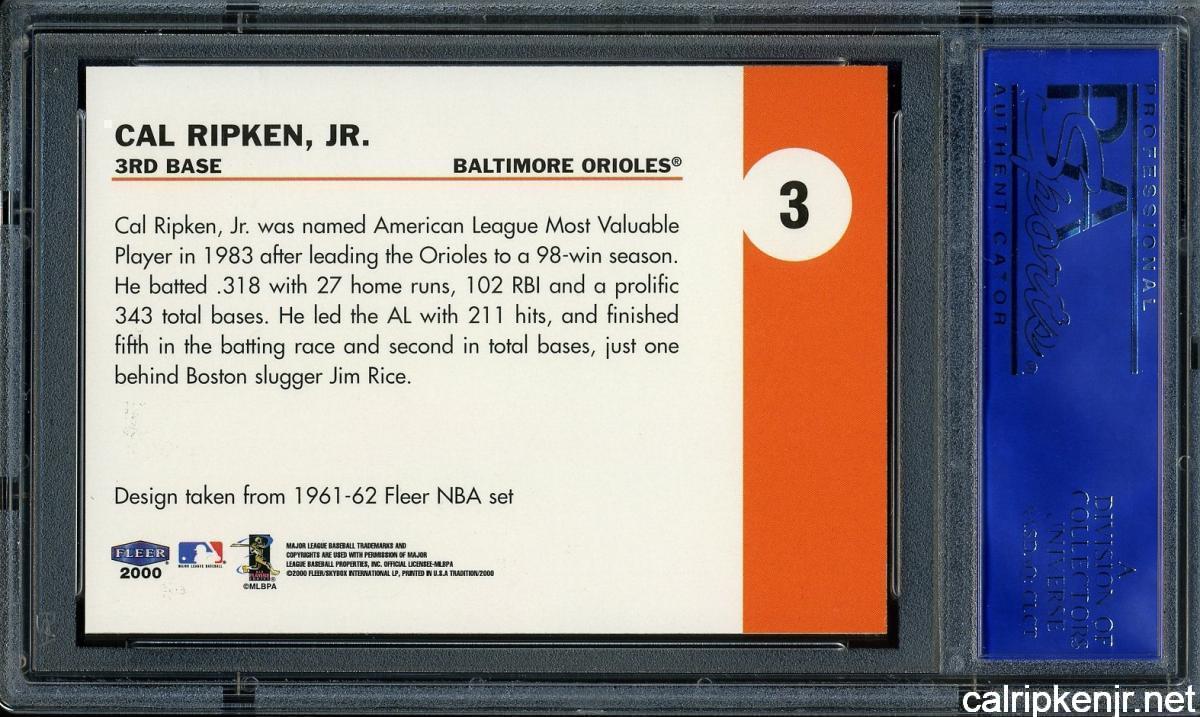 CAL RIPKEN, JR.
3RD BASE BALTIMORE ORIOLES®
Cal Ripken, Jr. was named American League Most Valuable
Player in 1983 after leading the Orioles to a 98-win season.
He batted .318 with 27 home runs, 102 RBI and a prolific
343 total bases. He led the AL with 211 hits, and finished
fifth in the batting race and second in total bases, just one
behind Boston slugger Jim Rice.
Design taken from 1961-62 Fleer NBA set
3
FLEER
2000
MAJOR LEAGUE BASEBALL
©MLBPA
MAJOR LEAGUE BASEBALL TRADEMARKS AND
COPYRIGHTS ARE USED WITH PERMISSION OF MAJOR
LEAGUE BASEBALL PROPERTIES, INC. OFFICIAL LICENSEE-MLBPA
©2000 FLEER/SKYBOX INTERNATIONAL LP, PRINTED IN U.S.A TRADITION/2000
PROFESSIONAL
PSA
Sports®
AUTHENTICATOR
A
DIVISION OF
COLLECTORS
UNIVERSE
NASDAQ: CLCT
calripkenjr.net